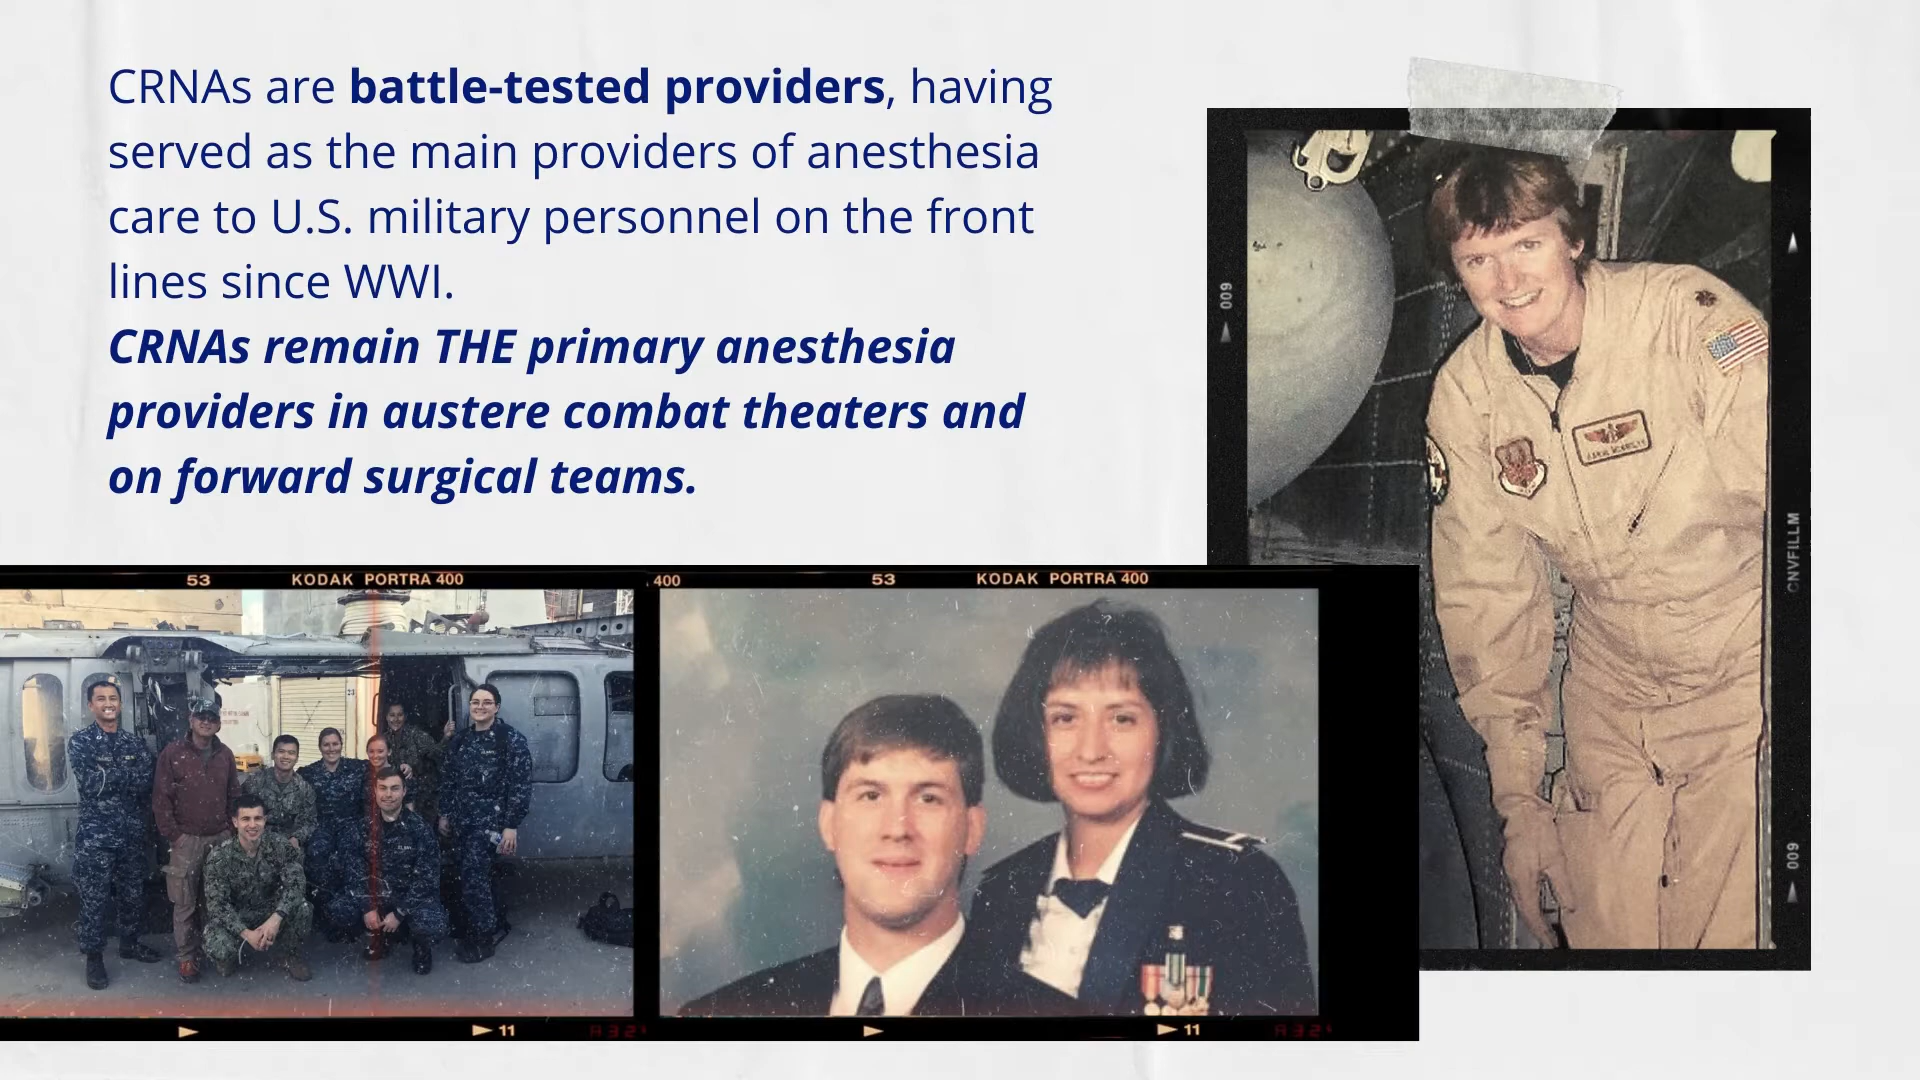 CRNAs are battle-tested providers, having
served as the main providers of anesthesia
care to U.S. military personnel on the front
lines since WWI.
CRNAs remain THE primary anesthesia
providers in austere combat theaters and
on forward surgical teams.
009
CNVFILLM
009
53 KODAK PORTRA 400
400 53 KODAK PORTRA 400
23
11
11